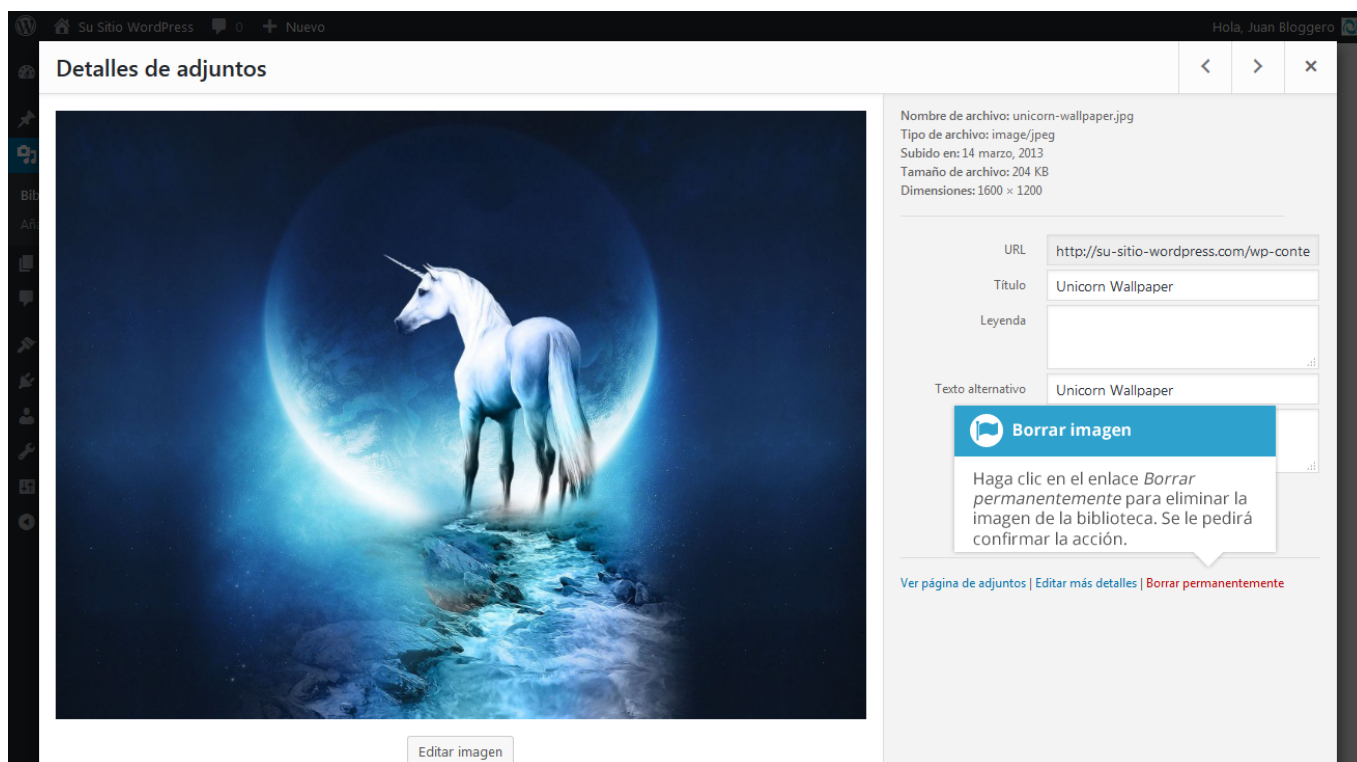 Su Sitio WordPress 0 + Nuevo
Hola, Juan Bloggero
Detalles de adjuntos
Bib
Aña
Nombre de archivo: unicorn-wallpaper.jpg
Tipo de archivo: image/jpeg
Subido en: 14 marzo, 2013
Tamaño de archivo: 204 KB
Dimensiones: 1600 × 1200
URL http://su-sitio-wordpress.com/wp-conte
Título Unicorn Wallpaper
Leyenda
Texto alternativo Unicorn Wallpaper
Borrar imagen
Haga clic en el enlace Borrar
permanentemente para eliminar la
imagen de la biblioteca. Se le pedirá
confirmar la acción.
Ver página de adjuntos | Editar más detalles | Borrar permanentemente
Editar imagen